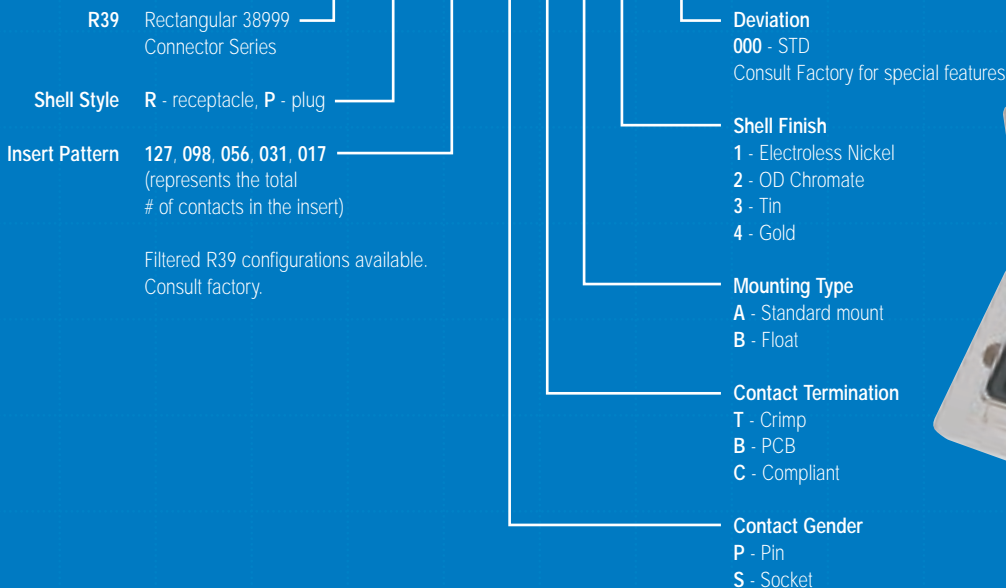 R39 Rectangular 38999
Connector Series
Shell Style R - receptacle, P - plug
Insert Pattern 127, 098, 056, 031, 017
(represents the total
# of contacts in the insert)
Filtered R39 configurations available.
Consult factory.
Deviation
000 - STD
Consult Factory for special features
Shell Finish
1 - Electroless Nickel
2 - OD Chromate
3 - Tin
4 - Gold
Mounting Type
A - Standard mount
B - Float
Contact Termination
T - Crimp
B - PCB
C - Compliant
Contact Gender
P - Pin
S - Socket